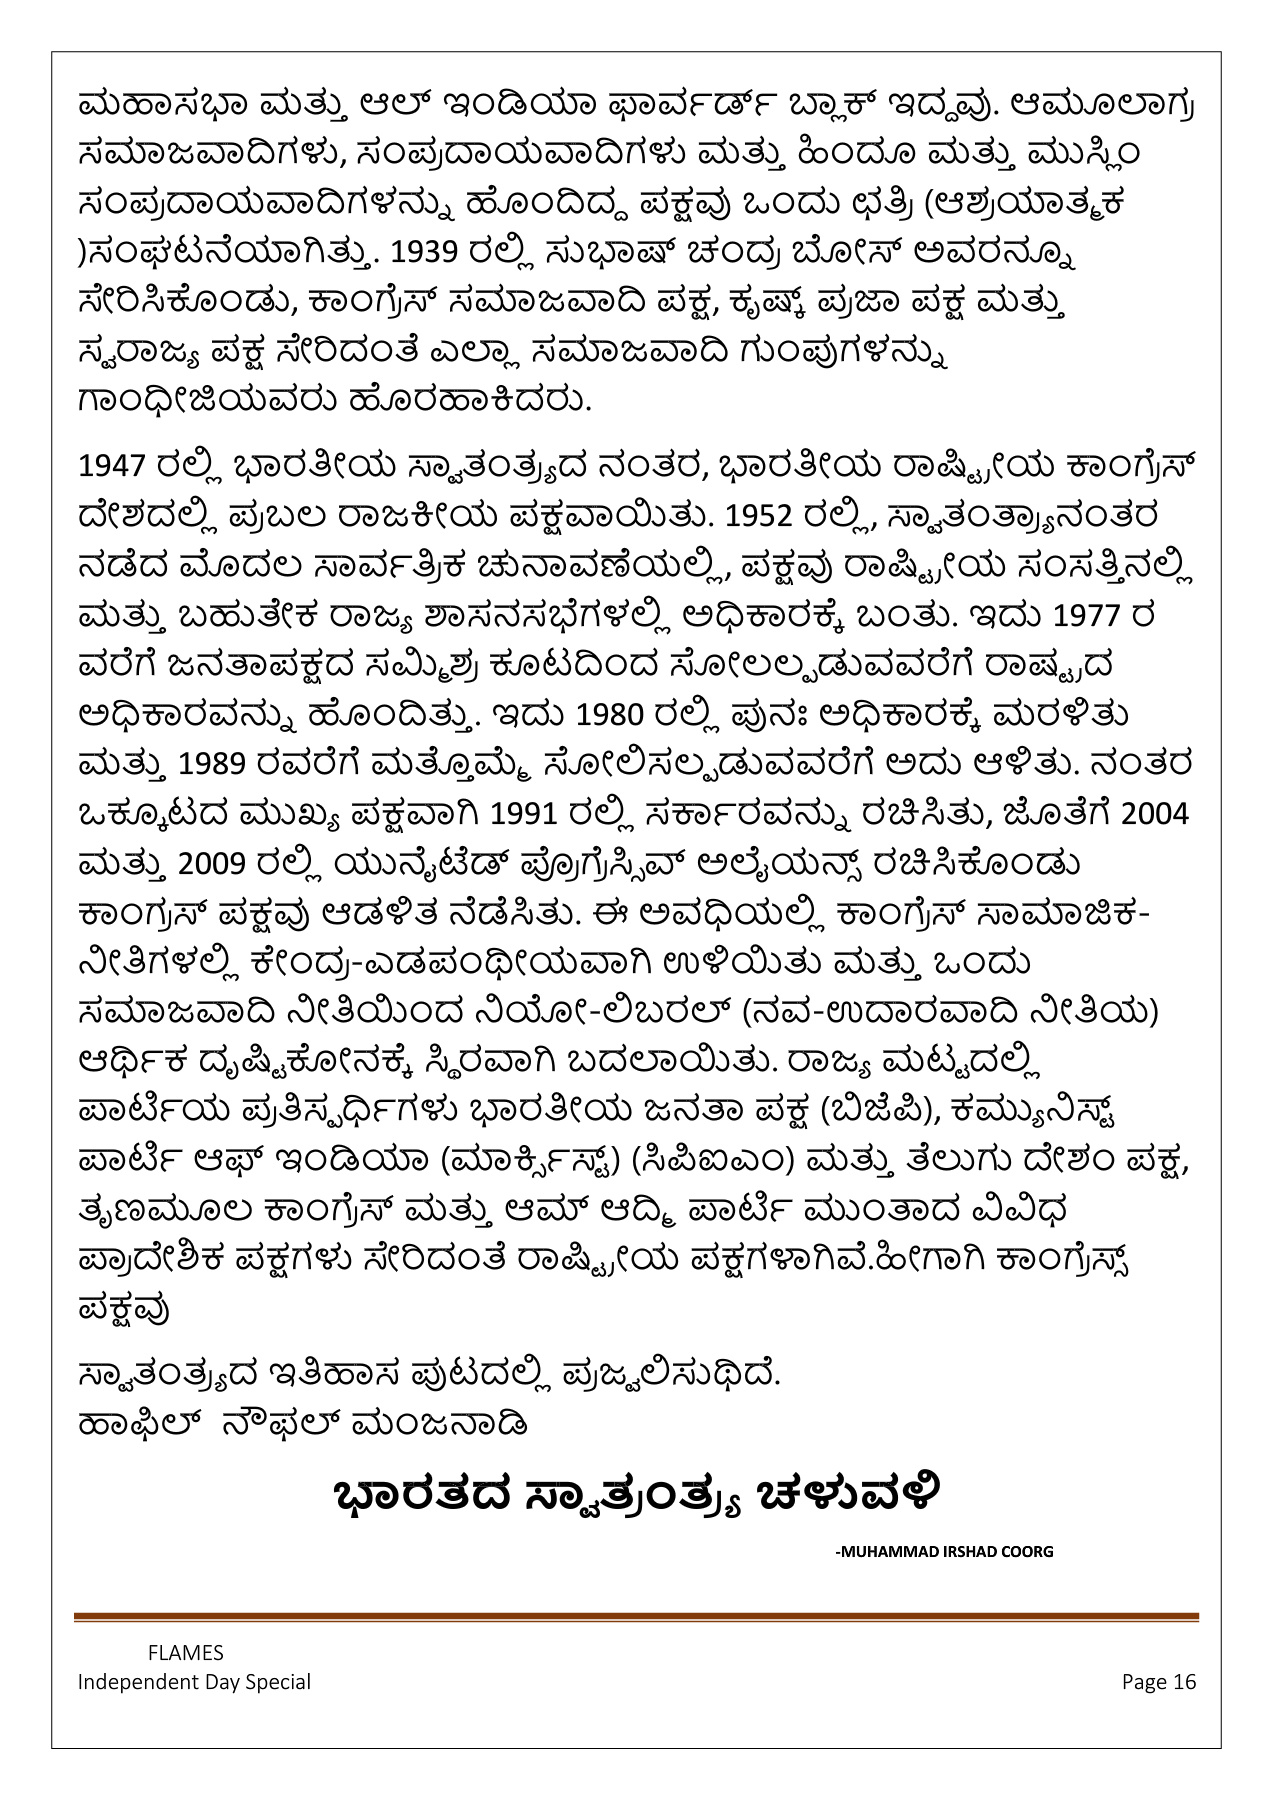 ಮಹಾಸಭಾ ಮತ್ತು ಆಲ್ ಇಂಡಿಯಾ ಫಾರ್ವರ್ಡ್ ಬ್ಲಾಕ್ ಇದ್ದವು. ಆಮೂಲಾಗ್ರ
ಸಮಾಜವಾದಿಗಳು, ಸಂಪ್ರದಾಯವಾದಿಗಳು ಮತ್ತು ಹಿಂದೂ ಮತ್ತು ಮುಸ್ಲಿಂ
ಸಂಪ್ರದಾಯವಾದಿಗಳನ್ನು ಹೊಂದಿದ್ದ ಪಕ್ಷವು ಒಂದು ಛತ್ರಿ (ಆಶ್ರಯಾತ್ಮಕ
)ಸಂಘಟನೆಯಾಗಿತ್ತು. 1939 ರಲ್ಲಿ ಸುಭಾಷ್ ಚಂದ್ರ ಬೋಸ್ ಅವರನ್ನೂ
ಸೇರಿಸಿಕೊಂಡು, ಕಾಂಗ್ರೆಸ್ ಸಮಾಜವಾದಿ ಪಕ್ಷ, ಕೃಷ್ಕ್ ಪ್ರಜಾ ಪಕ್ಷ ಮತ್ತು
ಸ್ವರಾಜ್ಯ ಪಕ್ಷ ಸೇರಿದಂತೆ ಎಲ್ಲಾ ಸಮಾಜವಾದಿ ಗುಂಪುಗಳನ್ನು
ಗಾಂಧೀಜಿಯವರು ಹೊರಹಾಕಿದರು.
1947 ರಲ್ಲಿ ಭಾರತೀಯ ಸ್ವಾತಂತ್ರ್ಯದ ನಂತರ, ಭಾರತೀಯ ರಾಷ್ಟ್ರೀಯ ಕಾಂಗ್ರೆಸ್
ದೇಶದಲ್ಲಿ ಪ್ರಬಲ ರಾಜಕೀಯ ಪಕ್ಷವಾಯಿತು. 1952 ರಲ್ಲಿ, ಸ್ವಾತಂತ್ರ್ಯಾನಂತರ
ನಡೆದ ಮೊದಲ ಸಾರ್ವತ್ರಿಕ ಚುನಾವಣೆಯಲ್ಲಿ, ಪಕ್ಷವು ರಾಷ್ಟ್ರೀಯ ಸಂಸತ್ತಿನಲ್ಲಿ
ಮತ್ತು ಬಹುತೇಕ ರಾಜ್ಯ ಶಾಸನಸಭೆಗಳಲ್ಲಿ ಅಧಿಕಾರಕ್ಕೆ ಬಂತು. ಇದು 1977 ರ
ವರೆಗೆ ಜನತಾಪಕ್ಷದ ಸಮ್ಮಿಶ್ರ ಕೂಟದಿಂದ ಸೋಲಲ್ಪಡುವವರೆಗೆ ರಾಷ್ಟ್ರದ
ಅಧಿಕಾರವನ್ನು ಹೊಂದಿತ್ತು. ಇದು 1980 ರಲ್ಲಿ ಪುನಃ ಅಧಿಕಾರಕ್ಕೆ ಮರಳಿತು
ಮತ್ತು 1989 ರವರೆಗೆ ಮತ್ತೊಮ್ಮೆ ಸೋಲಿಸಲ್ಪಡುವವರೆಗೆ ಅದು ಆಳಿತು. ನಂತರ
ಒಕ್ಕೂಟದ ಮುಖ್ಯ ಪಕ್ಷವಾಗಿ 1991 ರಲ್ಲಿ ಸರ್ಕಾರವನ್ನು ರಚಿಸಿತು, ಜೊತೆಗೆ 2004
ಮತ್ತು 2009 ರಲ್ಲಿ ಯುನೈಟೆಡ್ ಪ್ರೊಗ್ರೆಸ್ಸಿವ್ ಅಲೈಯನ್ಸ್ ರಚಿಸಿಕೊಂಡು
ಕಾಂಗ್ರಸ್ ಪಕ್ಷವು ಆಡಳಿತ ನೆಡೆಸಿತು. ಈ ಅವಧಿಯಲ್ಲಿ ಕಾಂಗ್ರೆಸ್ ಸಾಮಾಜಿಕ-
ನೀತಿಗಳಲ್ಲಿ ಕೇಂದ್ರ-ಎಡಪಂಥೀಯವಾಗಿ ಉಳಿಯಿತು ಮತ್ತು ಒಂದು
ಸಮಾಜವಾದಿ ನೀತಿಯಿಂದ ನಿಯೋ-ಲಿಬರಲ್ (ನವ-ಉದಾರವಾದಿ ನೀತಿಯ)
ಆರ್ಥಿಕ ದೃಷ್ಟಿಕೋನಕ್ಕೆ ಸ್ಥಿರವಾಗಿ ಬದಲಾಯಿತು. ರಾಜ್ಯ ಮಟ್ಟದಲ್ಲಿ
ಪಾರ್ಟಿಯ ಪ್ರತಿಸ್ಪರ್ಧಿಗಳು ಭಾರತೀಯ ಜನತಾ ಪಕ್ಷ (ಬಿಜೆಪಿ), ಕಮ್ಯುನಿಸ್ಟ್
ಪಾರ್ಟಿ ಆಫ್ ಇಂಡಿಯಾ (ಮಾರ್ಕ್ಸಿಸ್ಟ್) (ಸಿಪಿಐಎಂ) ಮತ್ತು ತೆಲುಗು ದೇಶಂ ಪಕ್ಷ,
ತೃಣಮೂಲ ಕಾಂಗ್ರೆಸ್ ಮತ್ತು ಆಮ್ ಆದ್ಮಿ ಪಾರ್ಟಿ ಮುಂತಾದ ವಿವಿಧ
ಪ್ರಾದೇಶಿಕ ಪಕ್ಷಗಳು ಸೇರಿದಂತೆ ರಾಷ್ಟ್ರೀಯ ಪಕ್ಷಗಳಾಗಿವೆ.ಹೀಗಾಗಿ ಕಾಂಗ್ರೆಸ್ಸ್
ಪಕ್ಷವು
ಸ್ವಾತಂತ್ರ್ಯದ ಇತಿಹಾಸ ಪುಟದಲ್ಲಿ ಪ್ರಜ್ವಲಿಸುಥಿದೆ.
ಹಾಫಿಲ್ ನೌಫಲ್ ಮಂಜನಾಡಿ
ಭಾರತದ ಸ್ವಾತ್ರಂತ್ರ್ಯ ಚಳುವಳಿ
-MUHAMMAD IRSHAD COORG
FLAMES
Independent Day Special Page 16